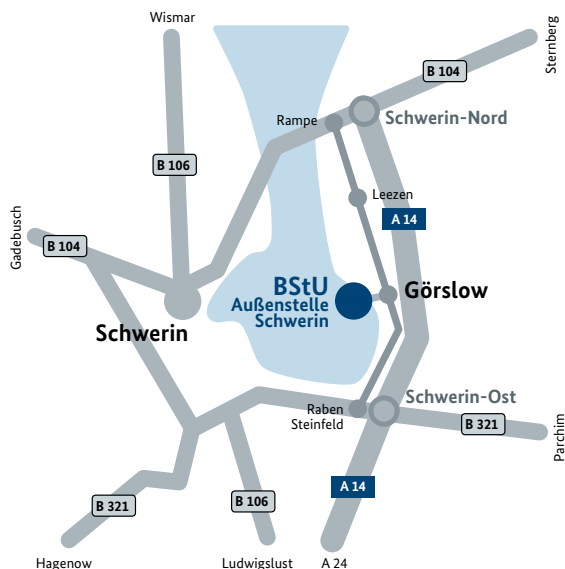 Wismar
Sternberg
B 104
Rampe
Schwerin-Nord
B 106
Leezen
A 14
Gadebusch
B 104
BStU
Außenstelle
Schwerin
Görslow
Schwerin
Schwerin-Ost
Raben
Steinfeld
B 321
Parchim
A 14
B 321
B 106
Hagenow
Ludwigslust
A 24